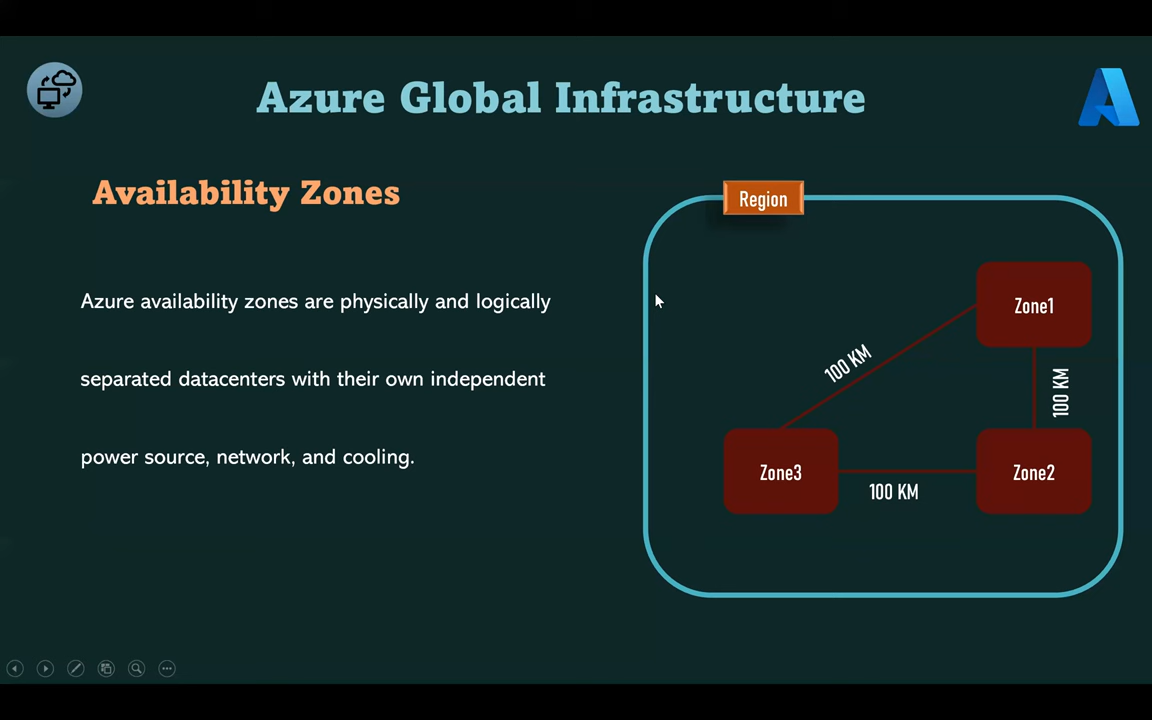 Azure Global Infrastructure
Availability Zones
Region
Azure availability zones are physically and logically
separated datacenters with their own independent
power source, network, and cooling.
Zone1
100 KM
100 KM
Zone3
100 KM
Zone2